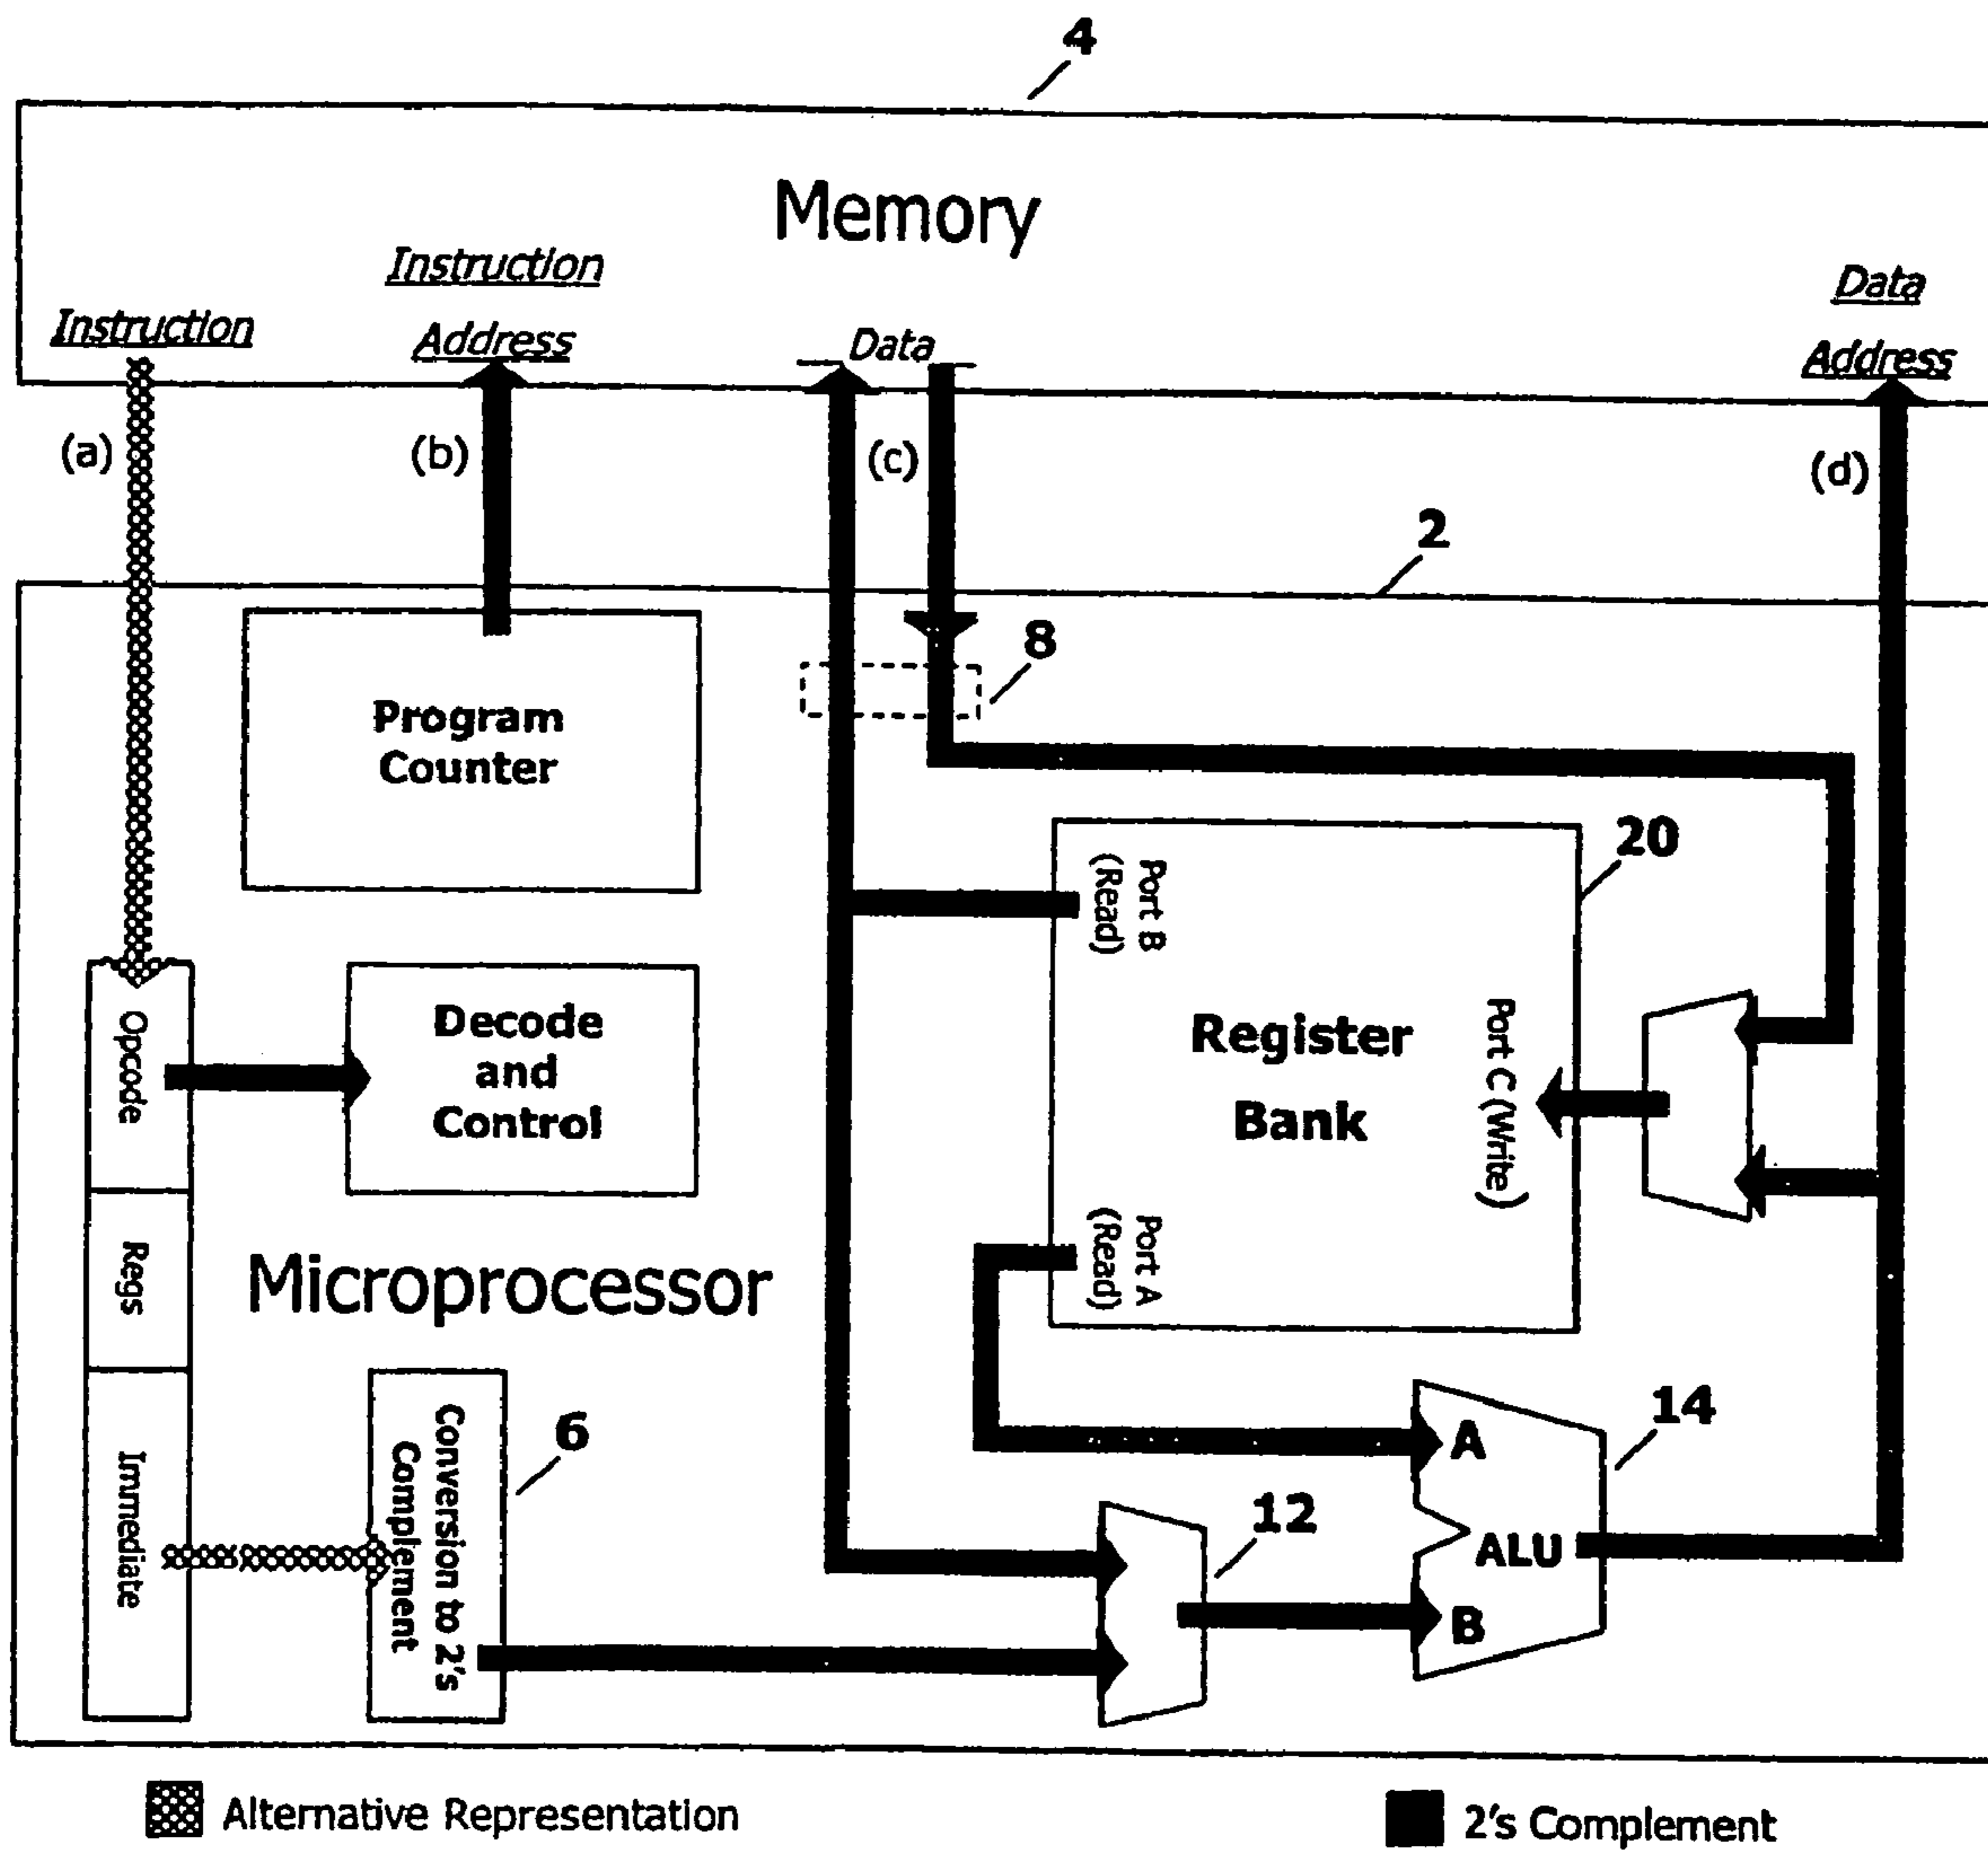 4
Memory
Instruction
Instruction
Address
Data
Data
Address
(a)
(b)
(c)
(d)
2
8
Program
Counter
20
Port B
(Read)
Opcode
Decode
and
Control
Register
Bank
Port C (Write)
Regs
Microprocessor
Port A
(Read)
Immediate
Conversion to 2's
Complement
6
12
A
ALU
B
14
Alternative Representation
2's Complement